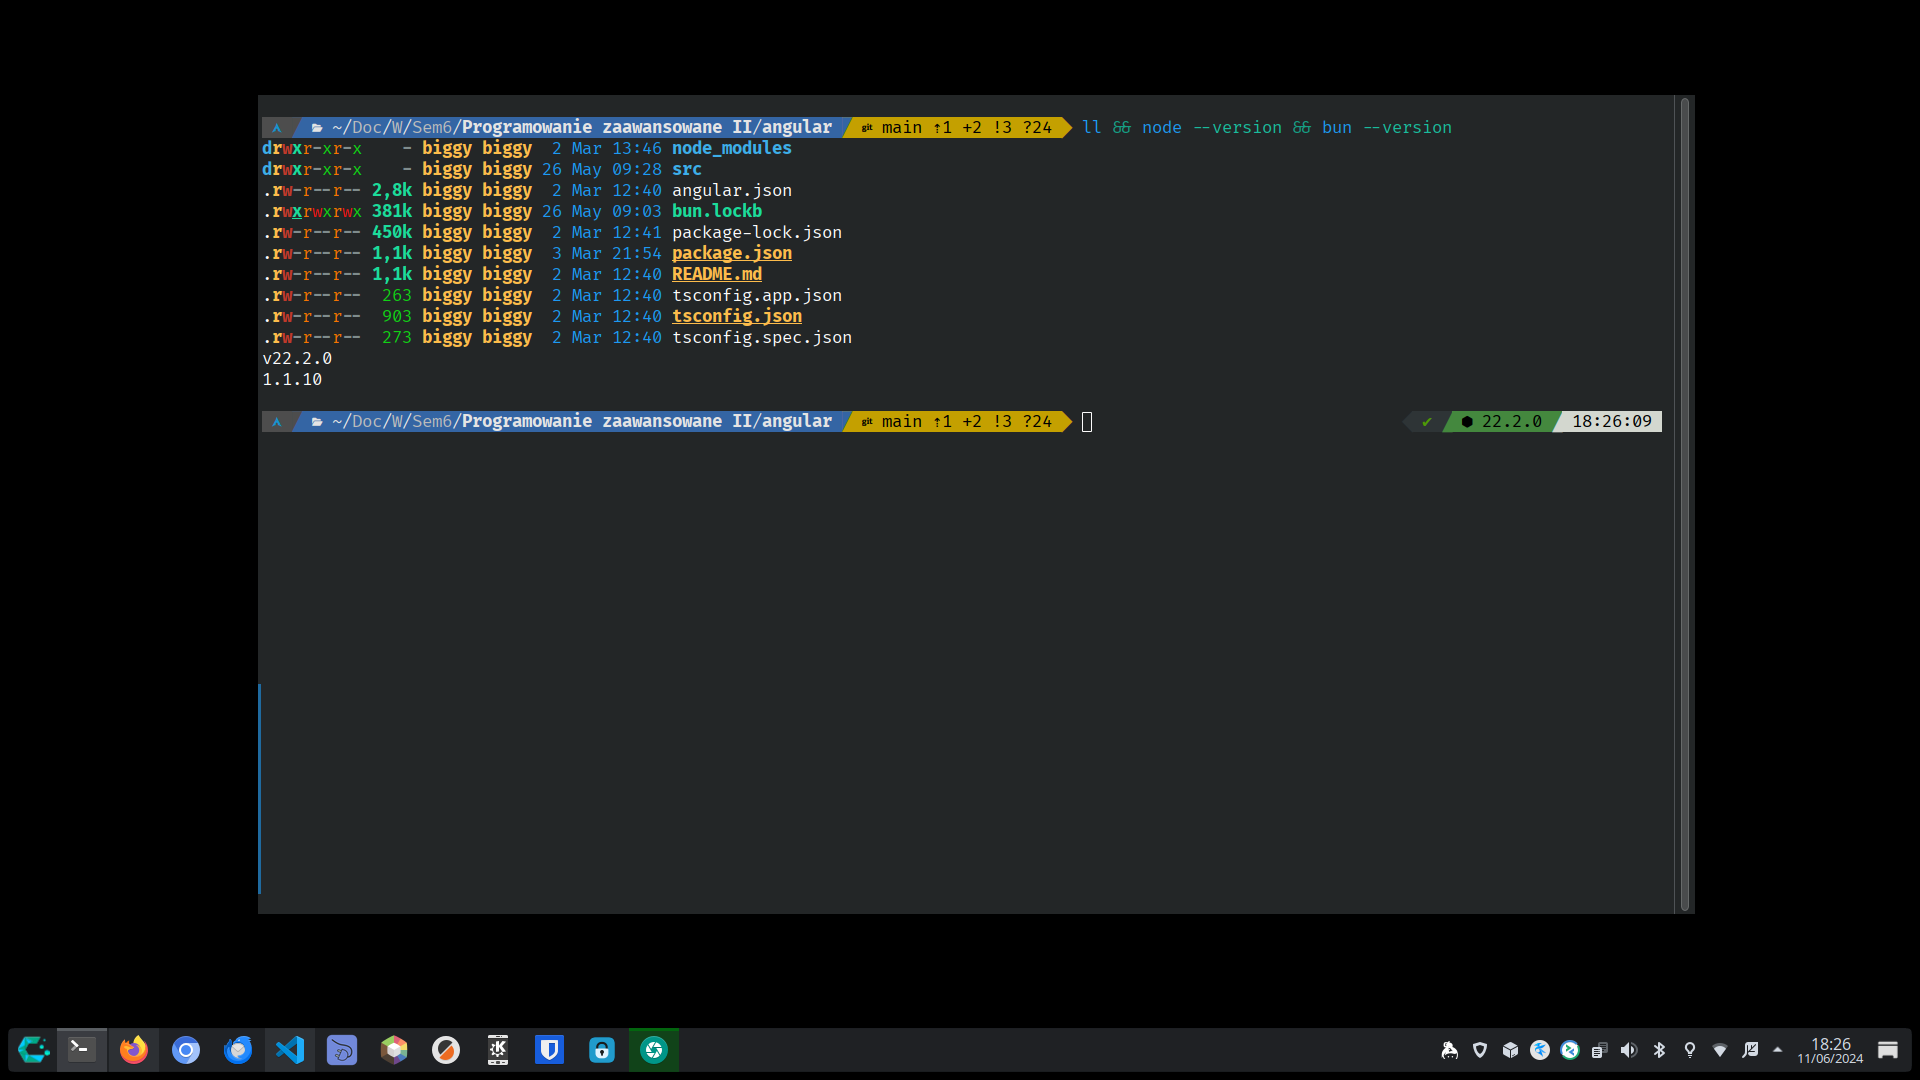 ~/Doc/W/Sem6/Programowanie zaawansowane II/angular git main ↑1 +2 !3 ?24 ll && node --version && bun --version
drwxr-xr-x    - biggy biggy  2 Mar 13:46 node_modules
drwxr-xr-x    - biggy biggy 26 May 09:28 src
.rw-r--r-- 2,8k biggy biggy  2 Mar 12:40 angular.json
.rwxrwxrwx 381k biggy biggy 26 May 09:03 bun.lockb
.rw-r--r-- 450k biggy biggy  2 Mar 12:41 package-lock.json
.rw-r--r-- 1,1k biggy biggy  3 Mar 21:54 package.json
.rw-r--r-- 1,1k biggy biggy  2 Mar 12:40 README.md
.rw-r--r--  263 biggy biggy  2 Mar 12:40 tsconfig.app.json
.rw-r--r--  903 biggy biggy  2 Mar 12:40 tsconfig.json
.rw-r--r--  273 biggy biggy  2 Mar 12:40 tsconfig.spec.json
v22.2.0
1.1.10
~/Doc/W/Sem6/Programowanie zaawansowane II/angular git main ↑1 +2 !3 ?24 ✔ 22.2.0 18:26:09
18:26
11/06/2024